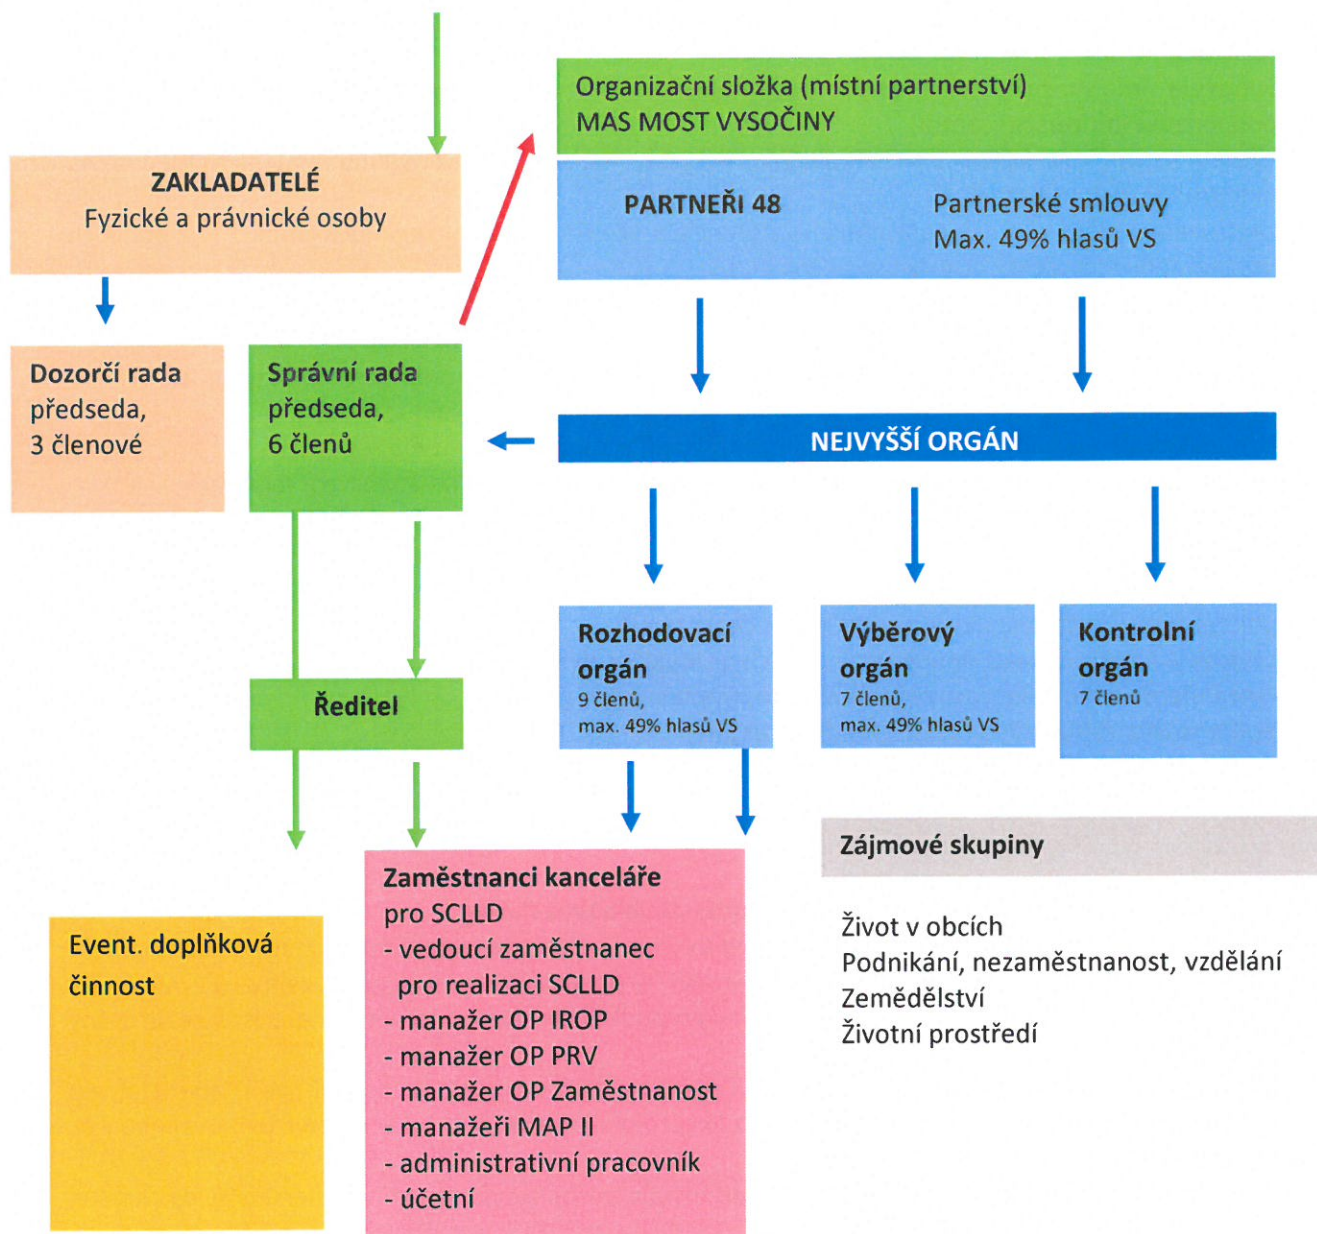 Organizační složka (místní partnerství)
MAS MOST VYSOČINY
ZAKLADATELÉ
Fyzické a právnické osoby
PARTNEŘI 48
Partnerské smlouvy
Max. 49% hlasů VS
Dozorčí rada
předseda,
3 členové
Správní rada
předseda,
6 členů
NEJVYŠŠÍ ORGÁN
Rozhodovací
orgán
9 členů,
max. 49% hlasů VS
Výběrový
orgán
7 členů,
max. 49% hlasů VS
Kontrolní
orgán
7 členů
Ředitel
Zájmové skupiny
Život v obcích
Podnikání, nezaměstnanost, vzdělání
Zemědělství
Životní prostředí
Event. doplňková
činnost
Zaměstnanci kanceláře
pro SCLLD
- vedoucí zaměstnanec
pro realizaci SCLLD
- manažer OP IROP
- manažer OP PRV
- manažer OP Zaměstnanost
- manažeři MAP II
- administrativní pracovník
- účetní